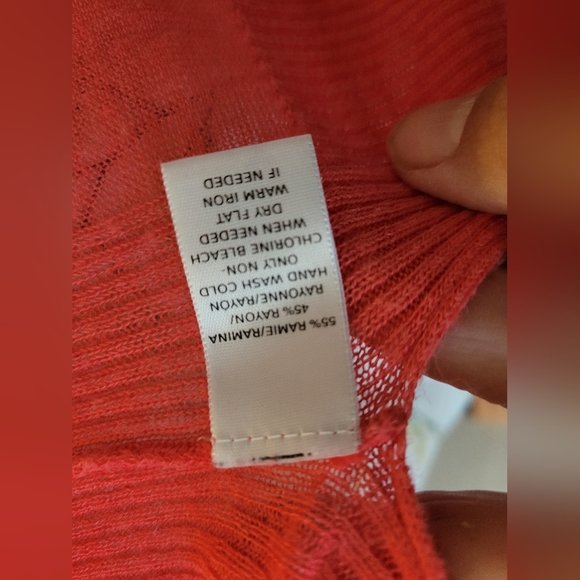 55% RAMIE/RAMINA
45% RAYON/
RAYONNE/RAYON
HAND WASH COLD
ONLY NON-
CHLORINE BLEACH
WHEN NEEDED
DRY FLAT
WARM IRON
IF NEEDED